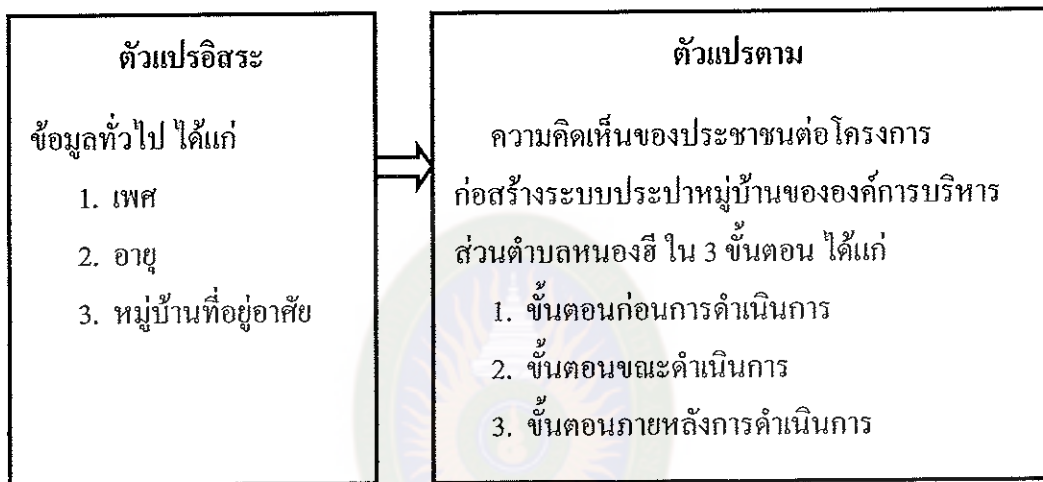 ตัวแปรอิสระ
ข้อมูลทั่วไป ได้แก่
1. เพศ
2. อายุ
3. หมู่บ้านที่อยู่อาศัย
ตัวแปรตาม
ความคิดเห็นของประชาชนต่อโครงการ
ก่อสร้างระบบประปาหมู่บ้านขององค์การบริหาร
ส่วนตำบลหนองฮี ใน 3 ขั้นตอน ได้แก่
1. ขั้นตอนก่อนการดำเนินการ
2. ขั้นตอนขณะดำเนินการ
3. ขั้นตอนภายหลังการดำเนินการ